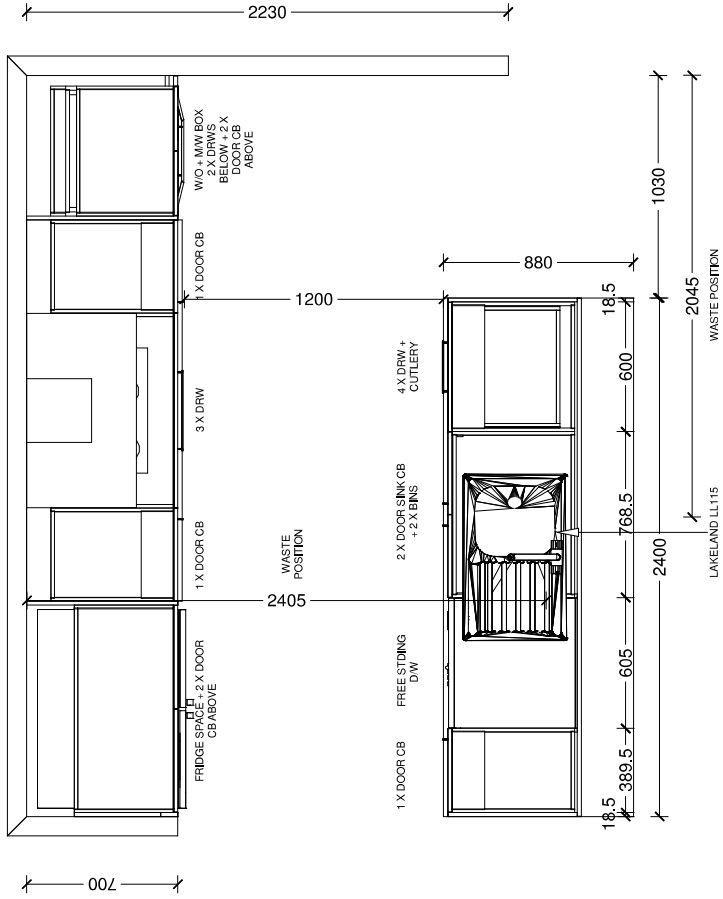 2230
W/O + M/W BOX
2 X DRWS
BELOW + 2 X
DOOR CB
ABOVE
1 X DOOR CB
3 X DRW
1 X DOOR CB
FRIDGE SPACE + 2 X DOOR
CB ABOVE
700
1200
WASTE
POSITION
2405
880
4 X DRW +
CUTLERY
2 X DOOR SINK CB
+ 2 X BINS
FREE STDING
D/W
1 X DOOR CB
18.5
600
768.5
605
389.5
18.5
1030
2400
2045
WASTE POSITION
LAKELAND LL115